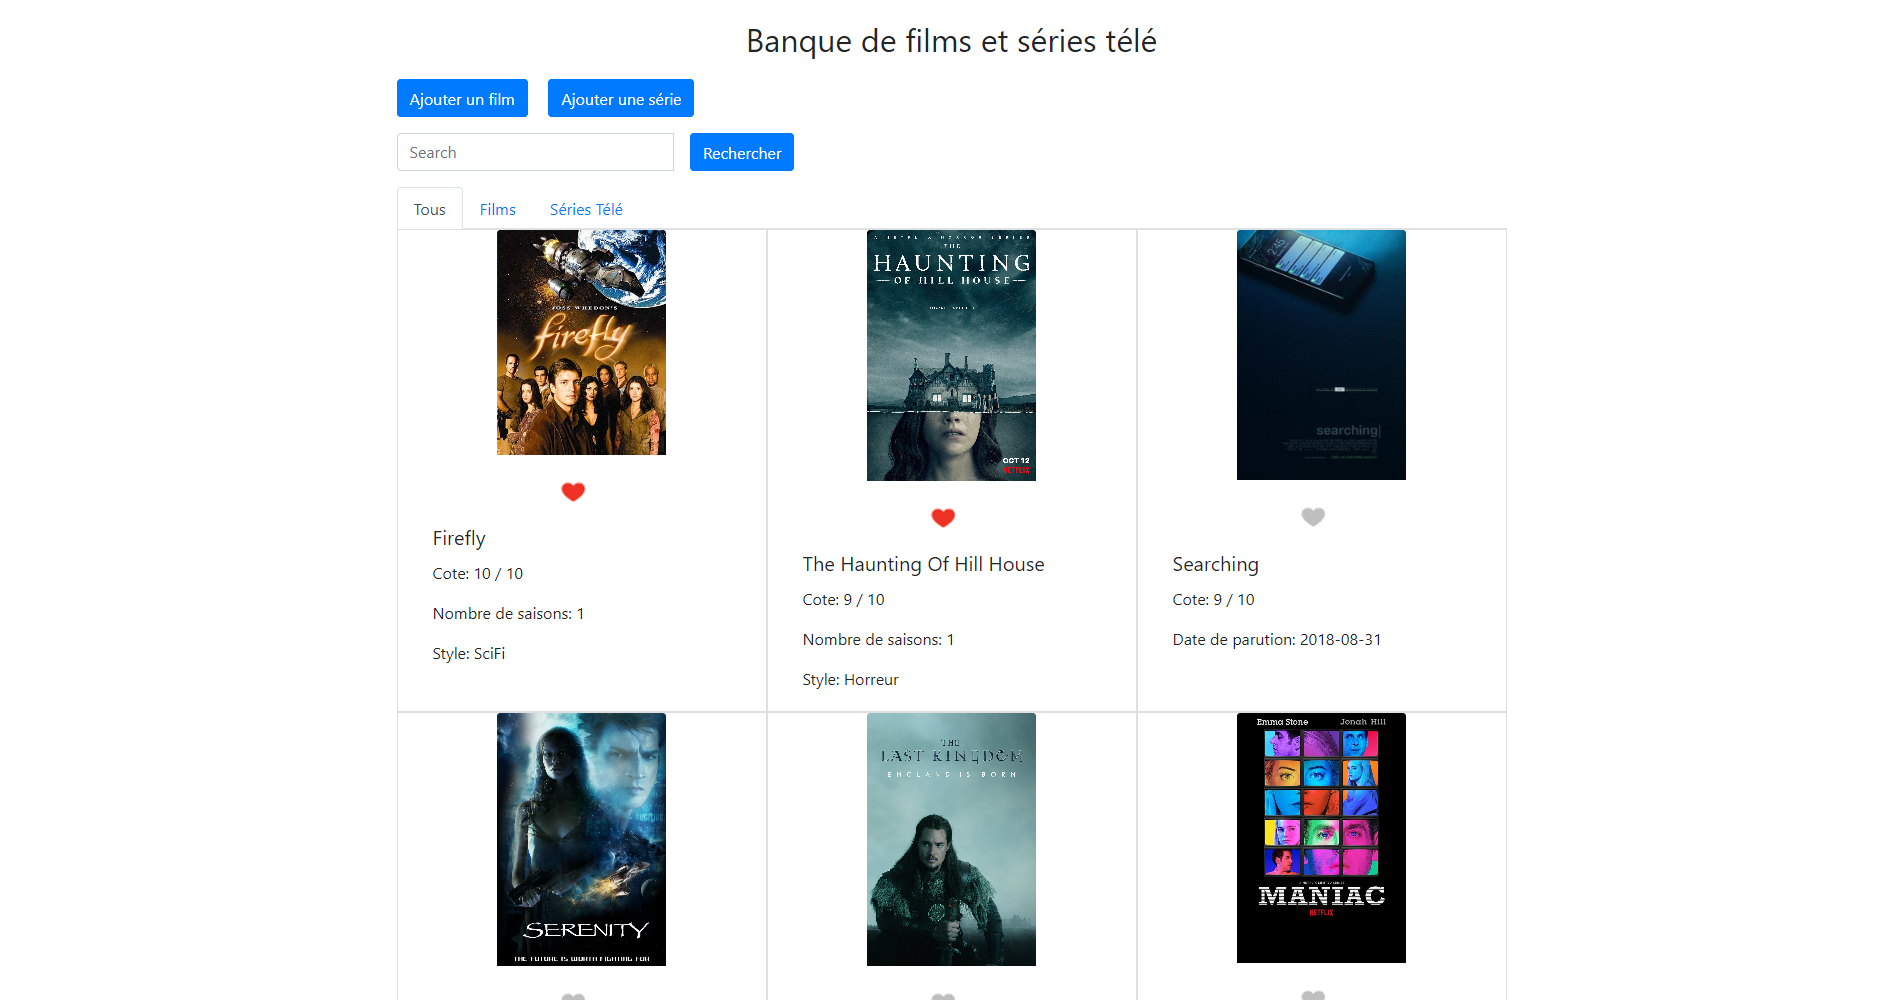 Banque de films et séries télé
Ajouter un film
Ajouter une série
Search
Rechercher
Tous
Films
Séries Télé
JOSS WHEDON'S
firefly
THE
HAUNTING
OF HILL HOUSE
OCT 12
NETFLIX
searching
Firefly
Cote: 10 / 10
Nombre de saisons: 1
Style: SciFi
The Haunting Of Hill House
Cote: 9 / 10
Nombre de saisons: 1
Style: Horreur
Searching
Cote: 9 / 10
Date de parution: 2018-08-31
SERENITY
THE FUTURE IS WORTH FIGHTING FOR
THE
LAST KINGDOM
ENGLAND IS BORN
Emma Stone
Jonah Hill
MANIAC
NETFLIX